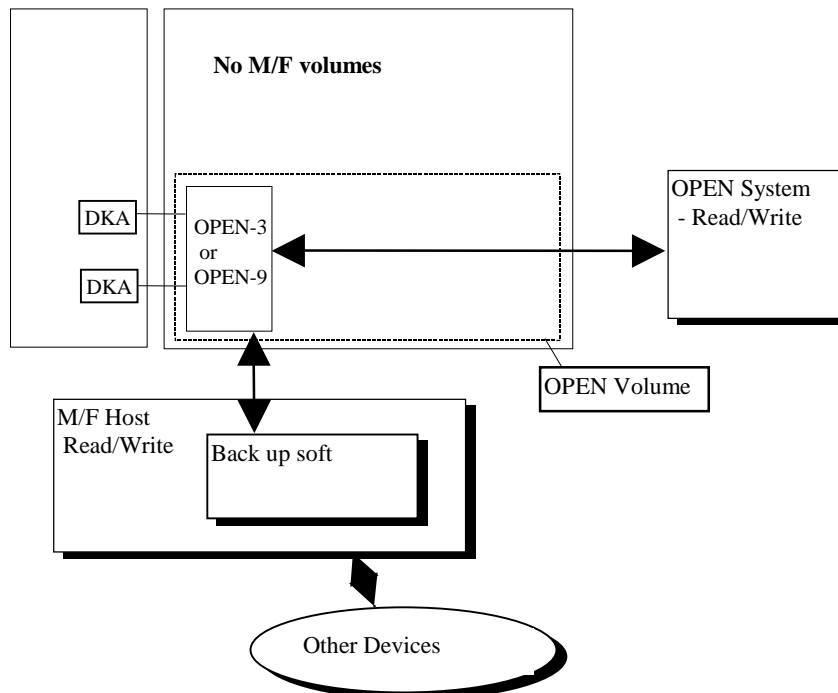 No M/F volumes
OPEN System
- Read/Write
DKA
OPEN-3
or
OPEN-9
DKA
OPEN Volume
M/F Host
Read/Write
Back up soft
Other Devices